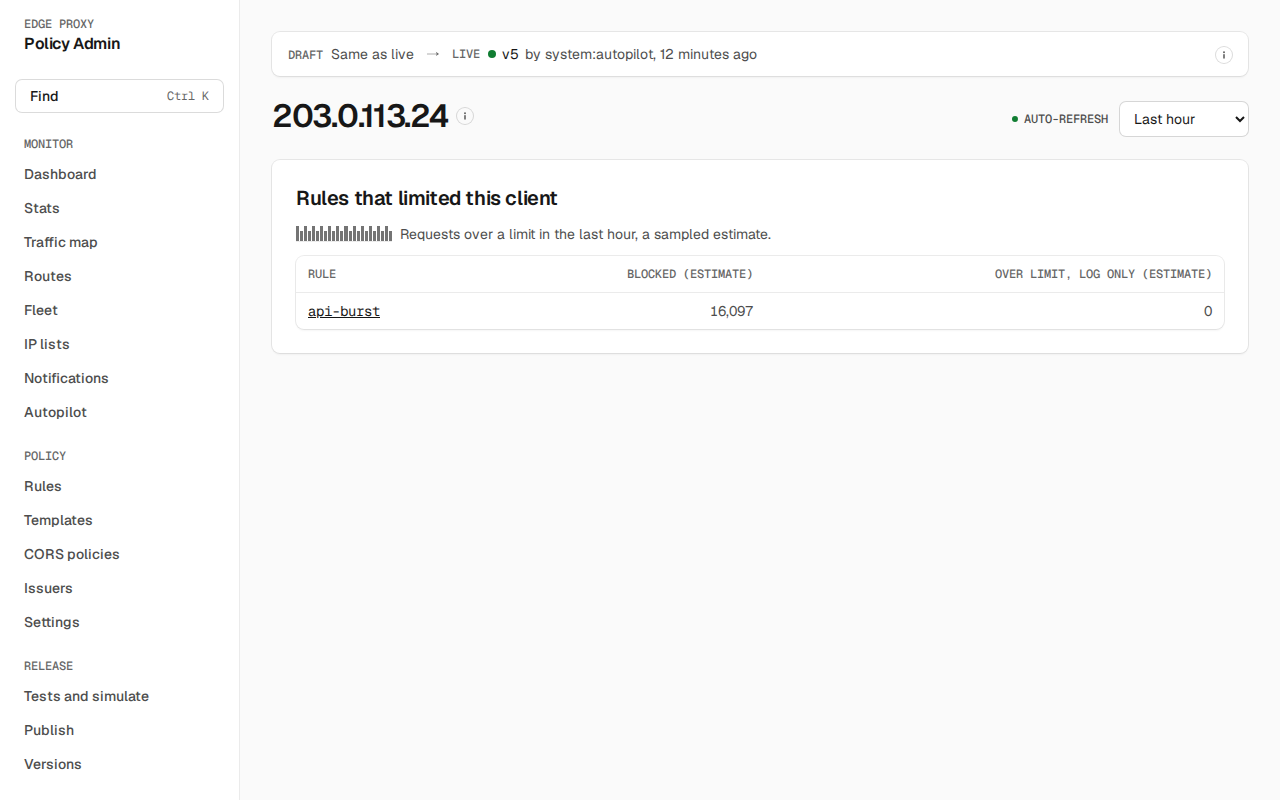 EDGE PROXY
Policy Admin
Find Ctrl K
MONITOR
Dashboard
Stats
Traffic map
Routes
Fleet
IP lists
Notifications
Autopilot
POLICY
Rules
Templates
CORS policies
Issuers
Settings
RELEASE
Tests and simulate
Publish
Versions
DRAFT Same as live → LIVE v5 by system:autopilot, 12 minutes ago
203.0.113.24
AUTO-REFRESH Last hour
Rules that limited this client
Requests over a limit in the last hour, a sampled estimate.
RULE BLOCKED (ESTIMATE) OVER LIMIT, LOG ONLY (ESTIMATE)
api-burst 16,097 0